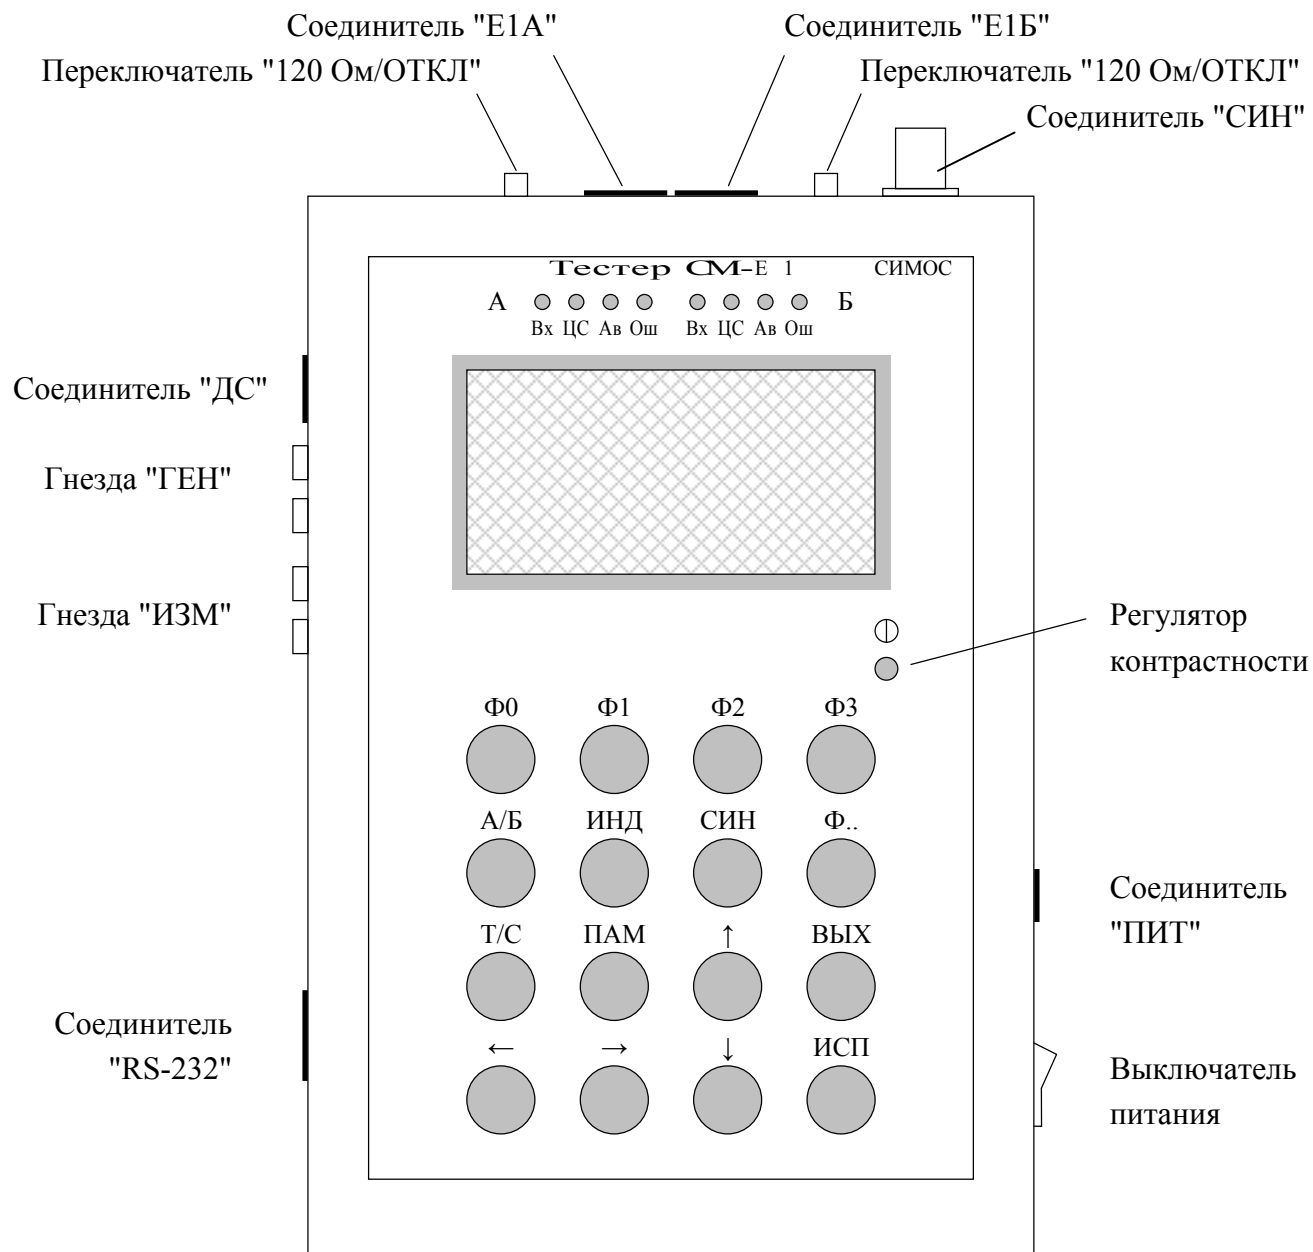 Соединитель "Е1А"
Соединитель "Е1Б"
Переключатель "120 Ом/ОТКЛ"
Переключатель "120 Ом/ОТКЛ"
Соединитель "СИН"
Тестер СМ-Е 1
СИМОС
А
Б
Вх ЦС Ав Ош
Вх ЦС Ав Ош
Соединитель "ДС"
Гнезда "ГЕН"
Гнезда "ИЗМ"
Регулятор
контрастности
Ф0 Ф1 Ф2 Ф3
А/Б ИНД СИН Ф..
Соединитель
"ПИТ"
Т/С ПАМ ↑ ВЫХ
Соединитель
"RS-232"
← → ↓ ИСП
Выключатель
питания